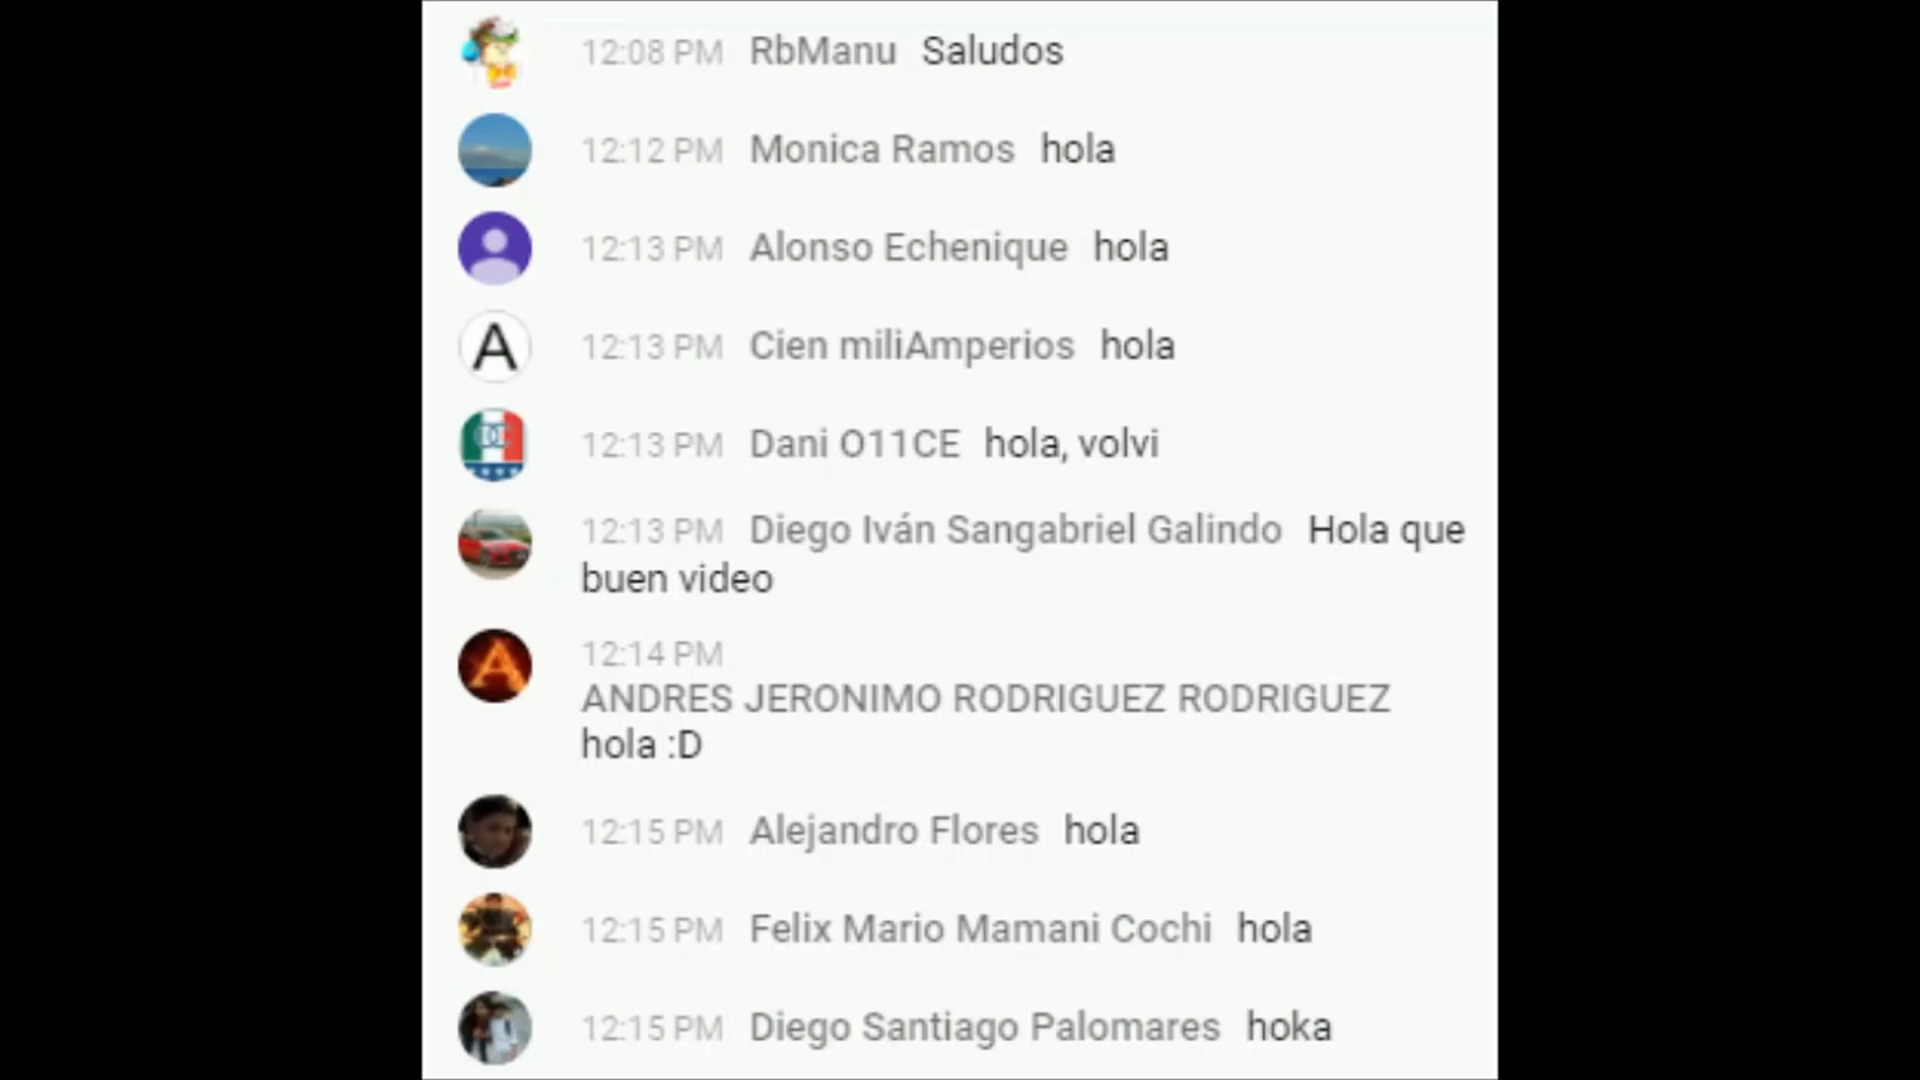 12:08 PM RbManu Saludos
12:12 PM Monica Ramos hola
12:13 PM Alonso Echenique hola
A
12:13 PM Cien miliAmperios hola
12:13 PM Dani O11CE hola, volvi
12:13 PM Diego Iván Sangabriel Galindo Hola que
buen video
A
12:14 PM
ANDRES JERONIMO RODRIGUEZ RODRIGUEZ
hola :D
12:15 PM Alejandro Flores hola
12:15 PM Felix Mario Mamani Cochi hola
12:15 PM Diego Santiago Palomares hoka